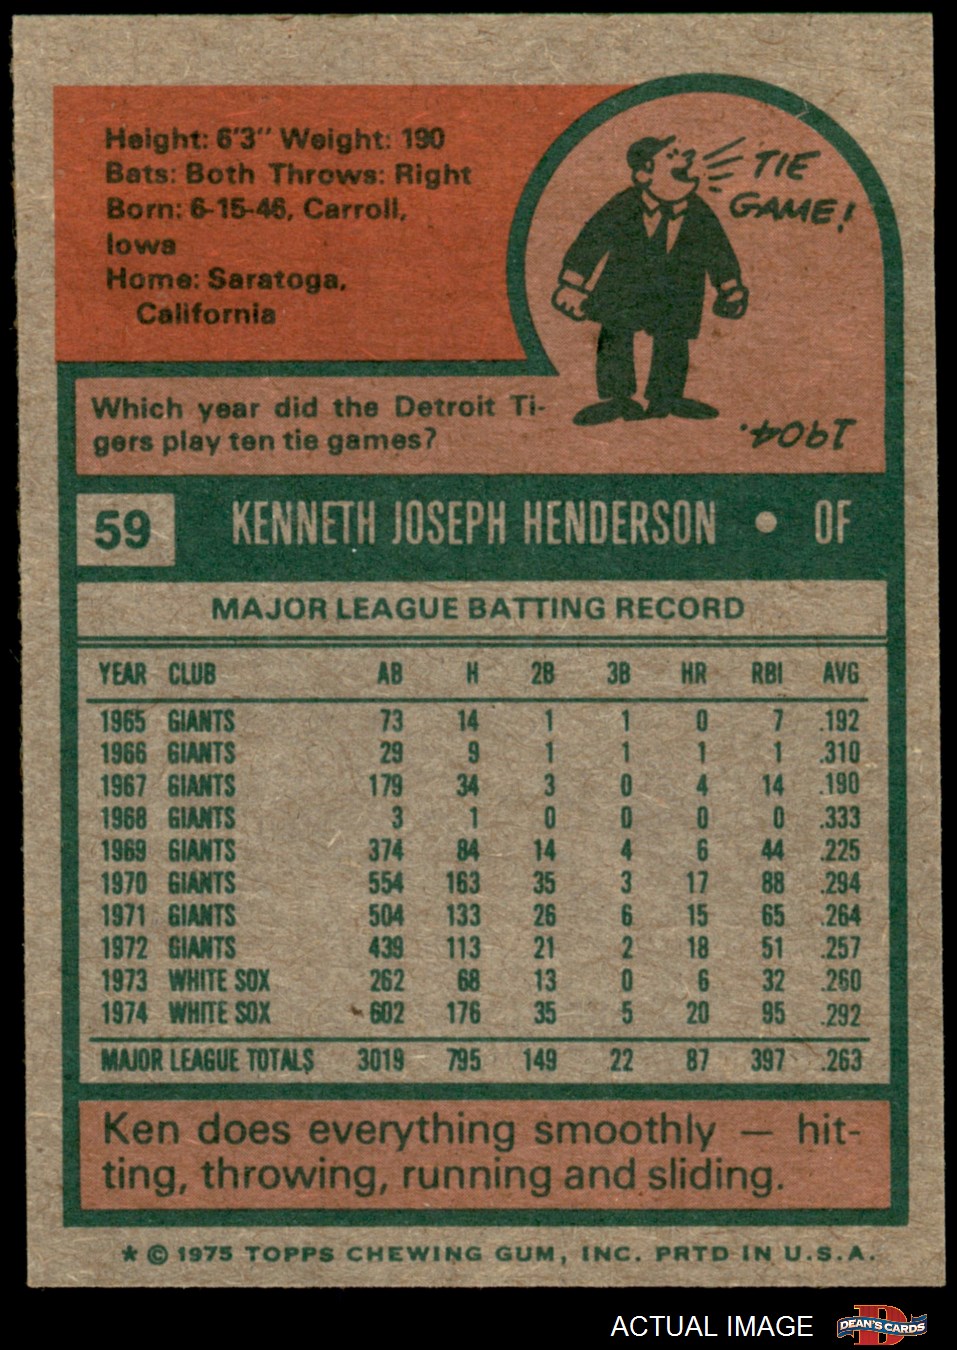 Height: 6'3" Weight: 190
Bats: Both Throws: Right
Born: 6-15-46, Carroll,
Iowa
Home: Saratoga,
California
TIE
GAME!
Which year did the Detroit Ti-
gers play ten tie games?
1904.
59 KENNETH JOSEPH HENDERSON • OF
MAJOR LEAGUE BATTING RECORD
YEAR CLUB AB H 2B 3B HR RBI AVG
1965 GIANTS 73 14 1 1 0 7 .192
1966 GIANTS 29 9 1 1 1 1 .310
1967 GIANTS 179 34 3 0 4 14 .190
1968 GIANTS 3 1 0 0 0 0 .333
1969 GIANTS 374 84 14 4 6 44 .225
1970 GIANTS 554 163 35 3 17 88 .294
1971 GIANTS 504 133 26 6 15 65 .264
1972 GIANTS 439 113 21 2 18 51 .257
1973 WHITE SOX 262 68 13 0 6 32 .260
1974 WHITE SOX 602 176 35 5 20 95 .292
MAJOR LEAGUE TOTALS 3019 795 149 22 87 397 .263
Ken does everything smoothly — hit-
ting, throwing, running and sliding.
* © 1975 TOPPS CHEWING GUM, INC. PRTD IN U.S.A.
ACTUAL IMAGE
D
DEAN'S CARDS